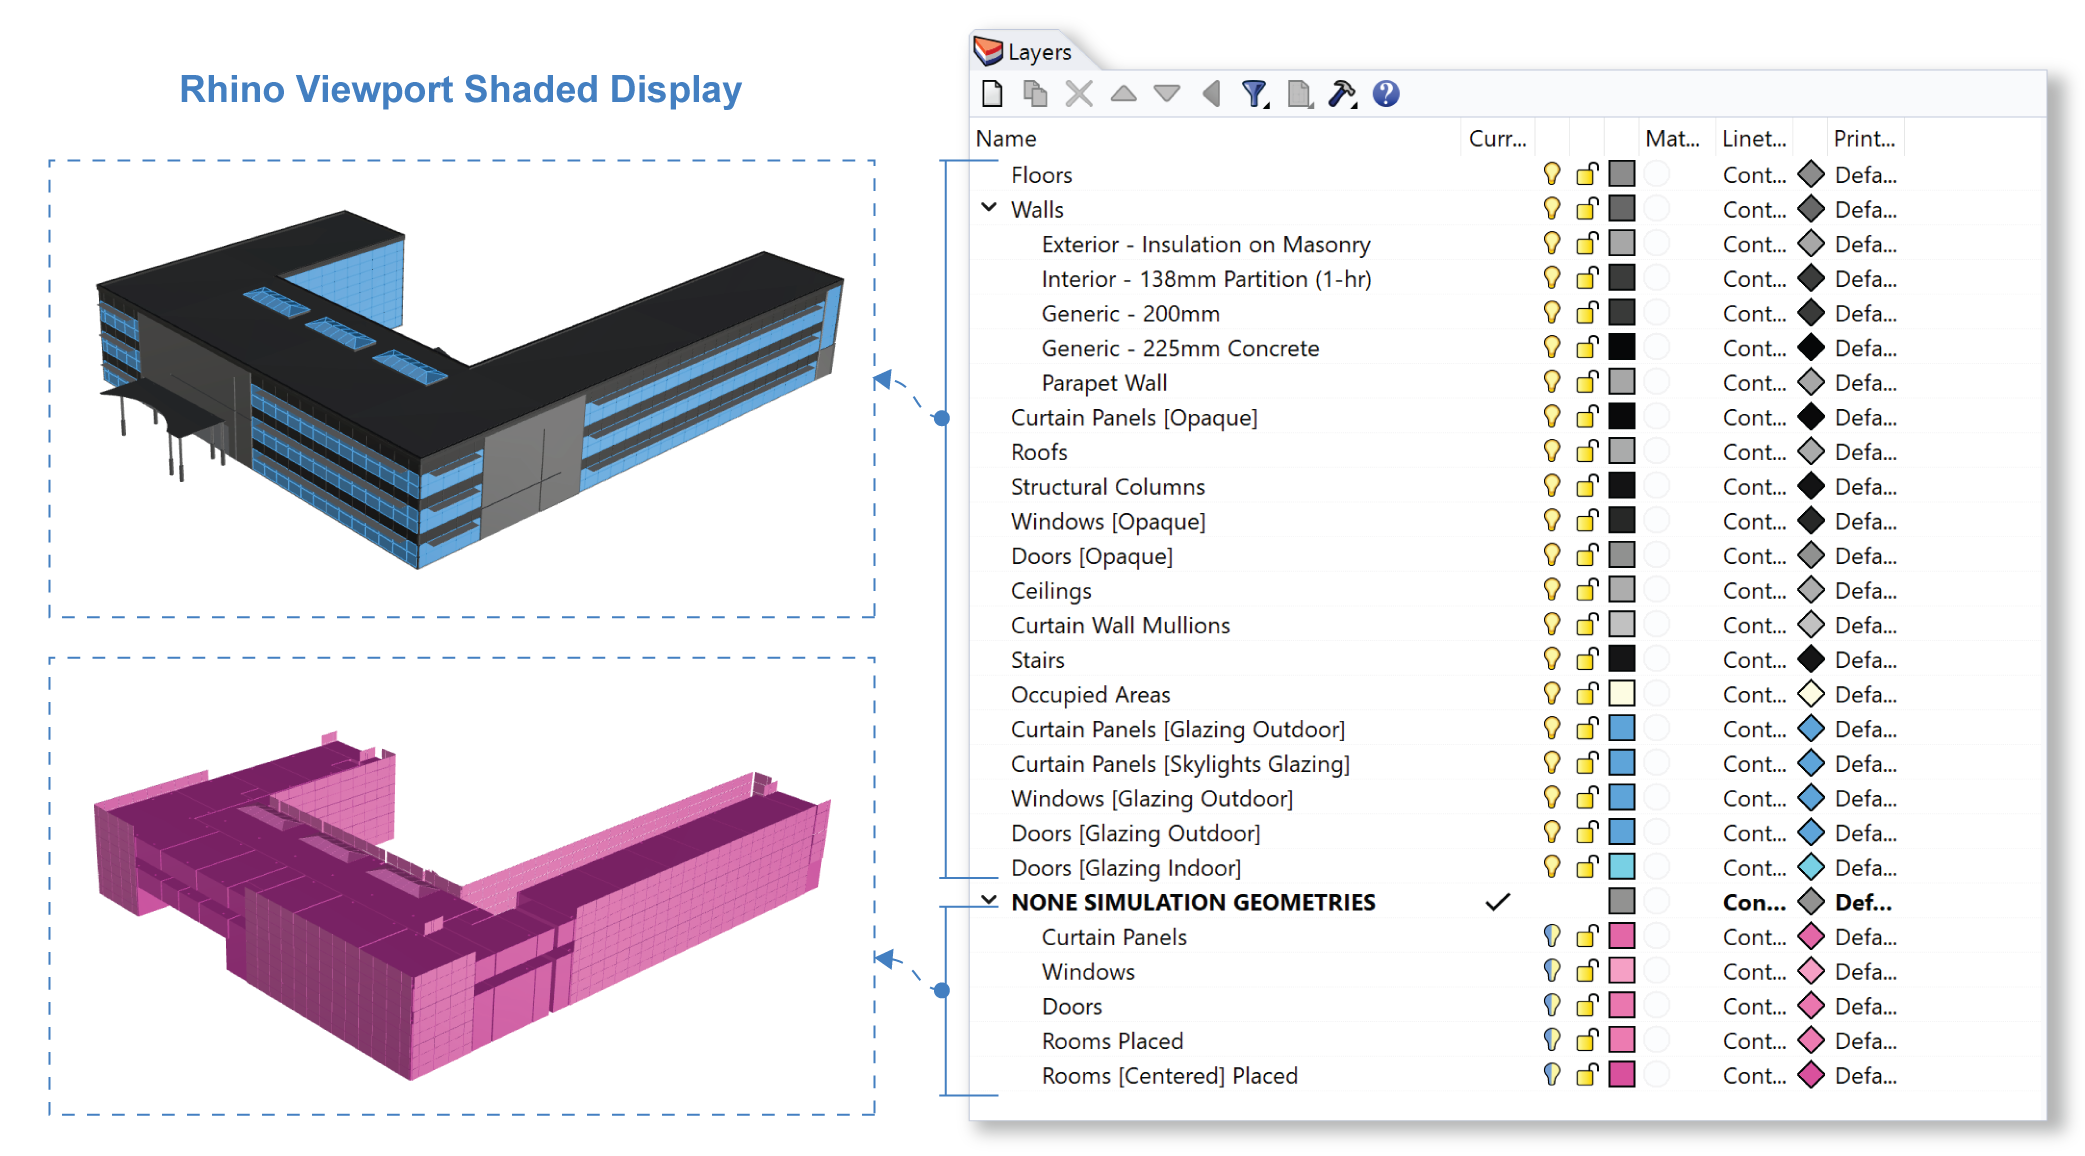 Rhino Viewport Shaded Display
Layers
Name Curr... Mat... Linet... Print...
Floors Cont... Defa...
Walls Cont... Defa...
Exterior - Insulation on Masonry Cont... Defa...
Interior - 138mm Partition (1-hr) Cont... Defa...
Generic - 200mm Cont... Defa...
Generic - 225mm Concrete Cont... Defa...
Parapet Wall Cont... Defa...
Curtain Panels [Opaque] Cont... Defa...
Roofs Cont... Defa...
Structural Columns Cont... Defa...
Windows [Opaque] Cont... Defa...
Doors [Opaque] Cont... Defa...
Ceilings Cont... Defa...
Curtain Wall Mullions Cont... Defa...
Stairs Cont... Defa...
Occupied Areas Cont... Defa...
Curtain Panels [Glazing Outdoor] Cont... Defa...
Curtain Panels [Skylights Glazing] Cont... Defa...
Windows [Glazing Outdoor] Cont... Defa...
Doors [Glazing Outdoor] Cont... Defa...
Doors [Glazing Indoor] Cont... Defa...
NONE SIMULATION GEOMETRIES Con... Def...
Curtain Panels Cont... Defa...
Windows Cont... Defa...
Doors Cont... Defa...
Rooms Placed Cont... Defa...
Rooms [Centered] Placed Cont... Defa...